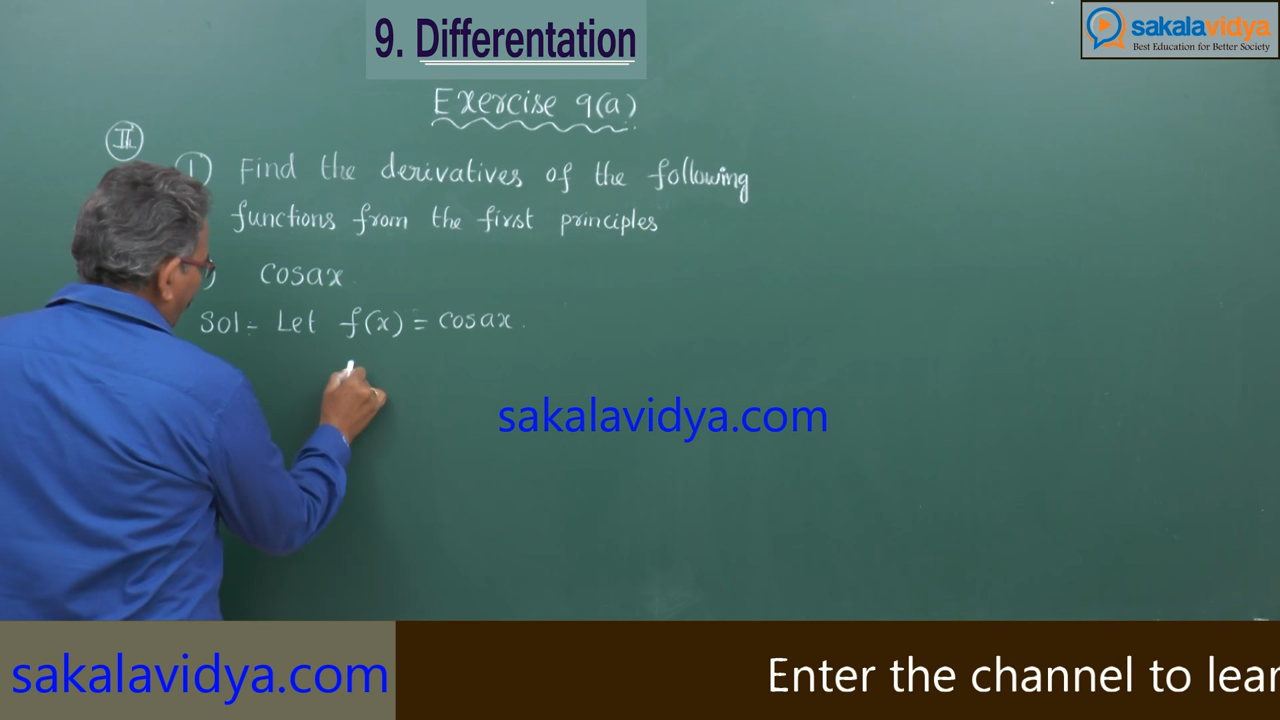 9. Differentation
sakalavidya
Best Education for Better Society
Exercise 9(a)
II
1) Find the derivatives of the following
functions from the first principles
) cosax
Sol= Let f(x) = cosax.
sakalavidya.com
sakalavidya.com
Enter the channel to lear